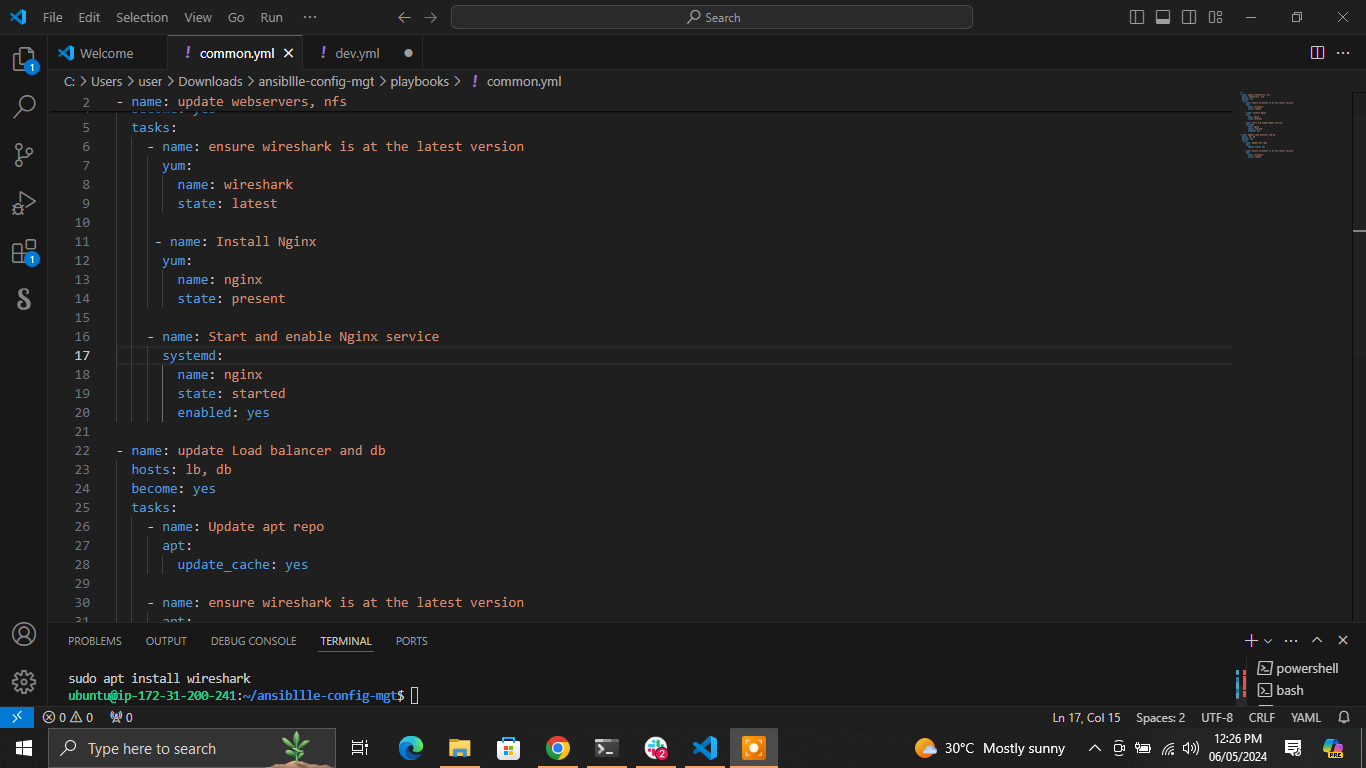 File Edit Selection View Go Run ··· Search
Welcome ! common.yml ! dev.yml
C: > Users > user > Downloads > ansibllle-config-mgt > playbooks > ! common.yml
2 - name: update webservers, nfs
5 tasks:
6 - name: ensure wireshark is at the latest version
7 yum:
8 name: wireshark
9 state: latest
10
11 - name: Install Nginx
12 yum:
13 name: nginx
14 state: present
15
16 - name: Start and enable Nginx service
17 systemd:
18 name: nginx
19 state: started
20 enabled: yes
21
22 - name: update Load balancer and db
23 hosts: lb, db
24 become: yes
25 tasks:
26 - name: Update apt repo
27 apt:
28 update_cache: yes
29
30 - name: ensure wireshark is at the latest version
31 apt:
PROBLEMS OUTPUT DEBUG CONSOLE TERMINAL PORTS
sudo apt install wireshark
ubuntu@ip-172-31-200-241:~/ansibllle-config-mgt$
powershell
bash
0 0 0 Ln 17, Col 15 Spaces: 2 UTF-8 CRLF YAML
Type here to search 2 30°C Mostly sunny 12:26 PM
06/05/2024
PRE
1
1